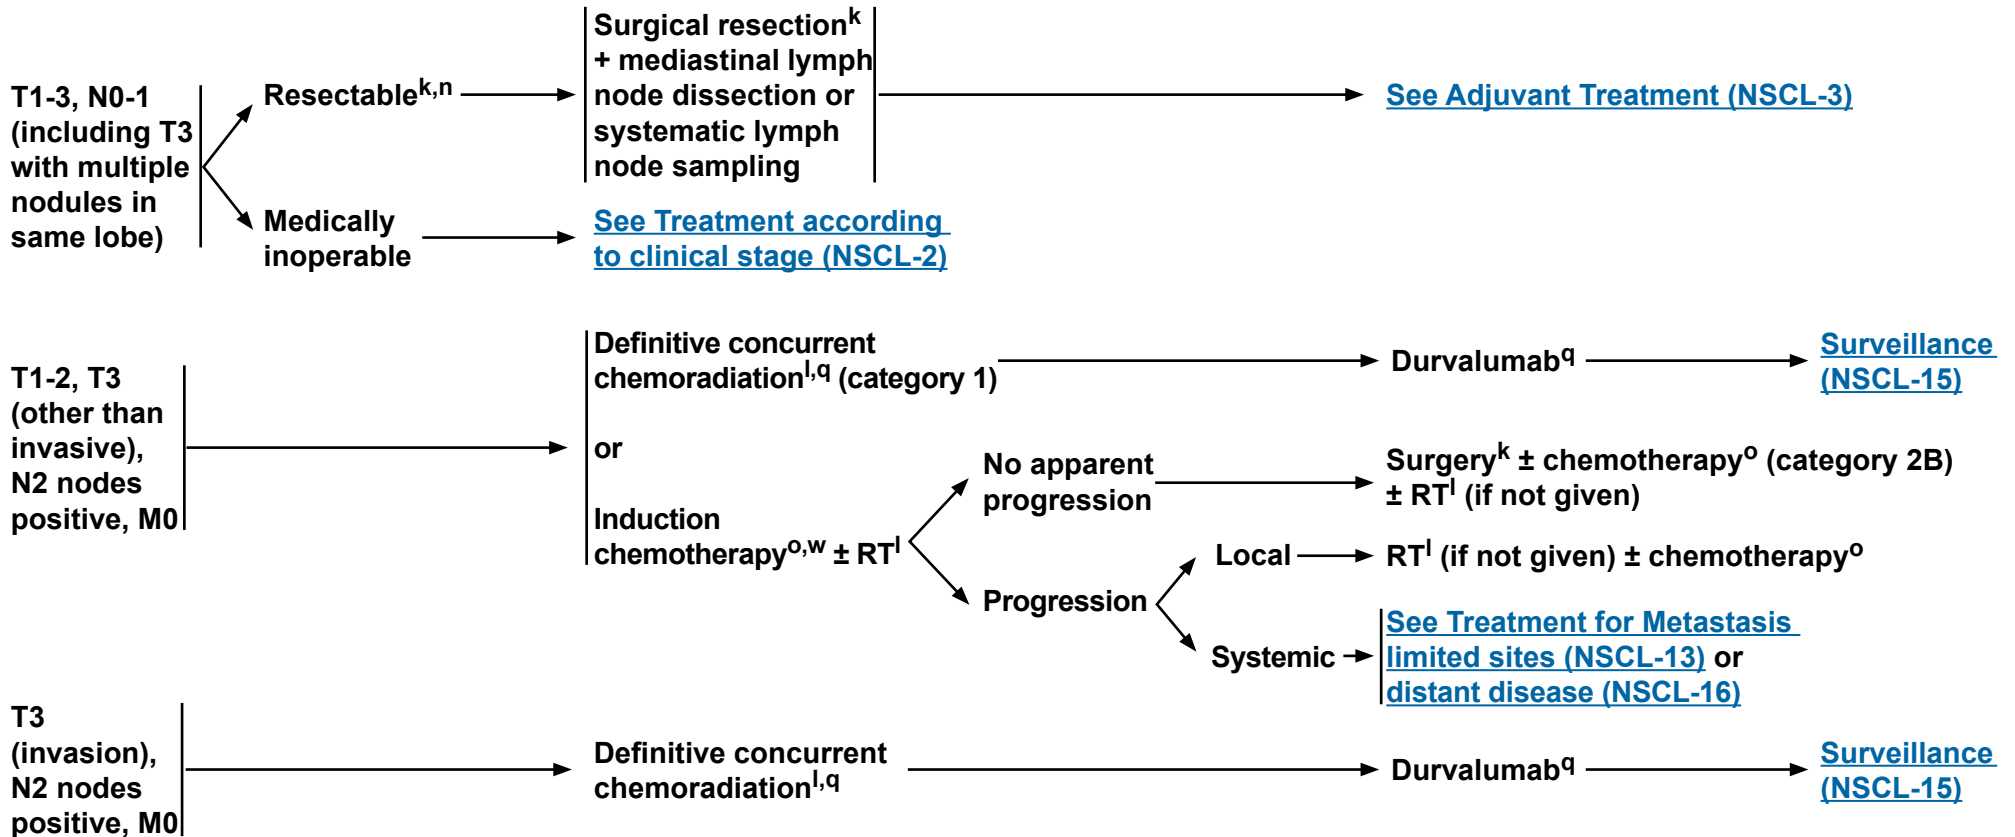 T1-3, N0-1
(including T3
with multiple
nodules in
same lobe)
Resectablek,n
Surgical resectionk
+ mediastinal lymph
node dissection or
systematic lymph
node sampling
See Adjuvant Treatment (NSCL-3)
Medically
inoperable
See Treatment according
to clinical stage (NSCL-2)
T1-2, T3
(other than
invasive),
N2 nodes
positive, M0
Definitive concurrent
chemoradiationl,q (category 1)
Durvalumabq
Surveillance
(NSCL-15)
or
Induction
chemotherapyo,w ± RTl
No apparent
progression
Surgeryk ± chemotherapyo (category 2B)
± RTl (if not given)
Progression
Local
RTl (if not given) ± chemotherapyo
Systemic
See Treatment for Metastasis
limited sites (NSCL-13) or
distant disease (NSCL-16)
T3
(invasion),
N2 nodes
positive, M0
Definitive concurrent
chemoradiationl,q
Durvalumabq
Surveillance
(NSCL-15)